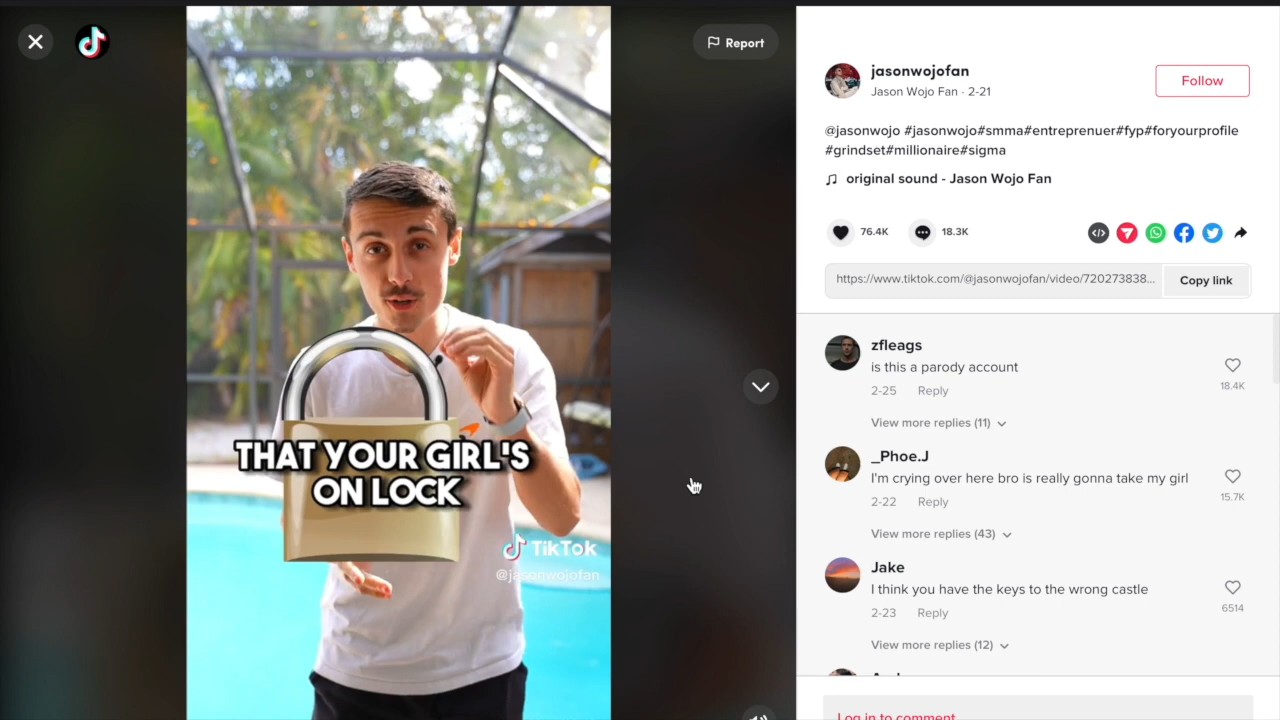 Report
THAT YOUR GIRL'S
ON LOCK
TikTok
@jasonwojofan
jasonwojofan
Jason Wojo Fan · 2-21
Follow
@jasonwojo #jasonwojo#smma#entreprenuer#fyp#foryourprofile
#grindset#millionaire#sigma
original sound - Jason Wojo Fan
76.4K
18.3K
https://www.tiktok.com/@jasonwojofan/video/720273838...
Copy link
zfleags
is this a parody account
18.4K
2-25 Reply
View more replies (11)
_Phoe.J
I'm crying over here bro is really gonna take my girl
15.7K
2-22 Reply
View more replies (43)
Jake
I think you have the keys to the wrong castle
6514
2-23 Reply
View more replies (12)
Log in to comment